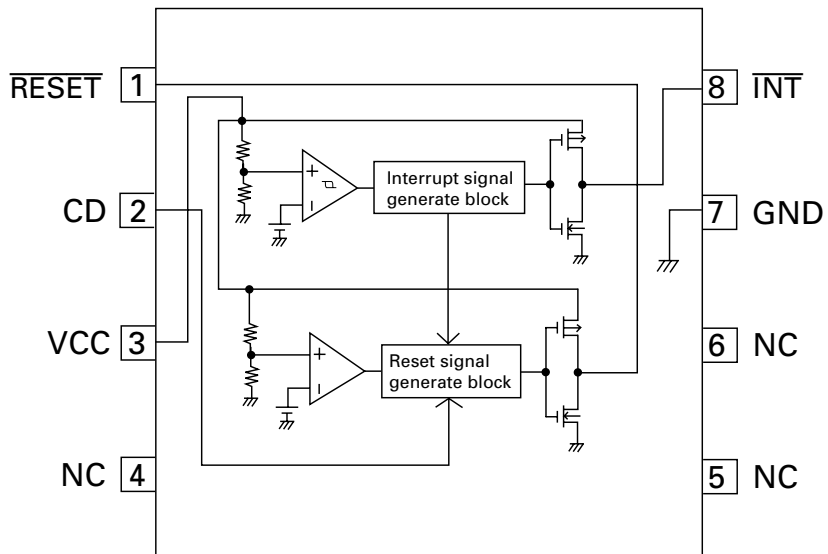 RESET 1
8 INT
+
−
Interrupt signal
generate block
CD 2
7 GND
VCC 3
+
−
Reset signal
generate block
6 NC
NC 4
5 NC